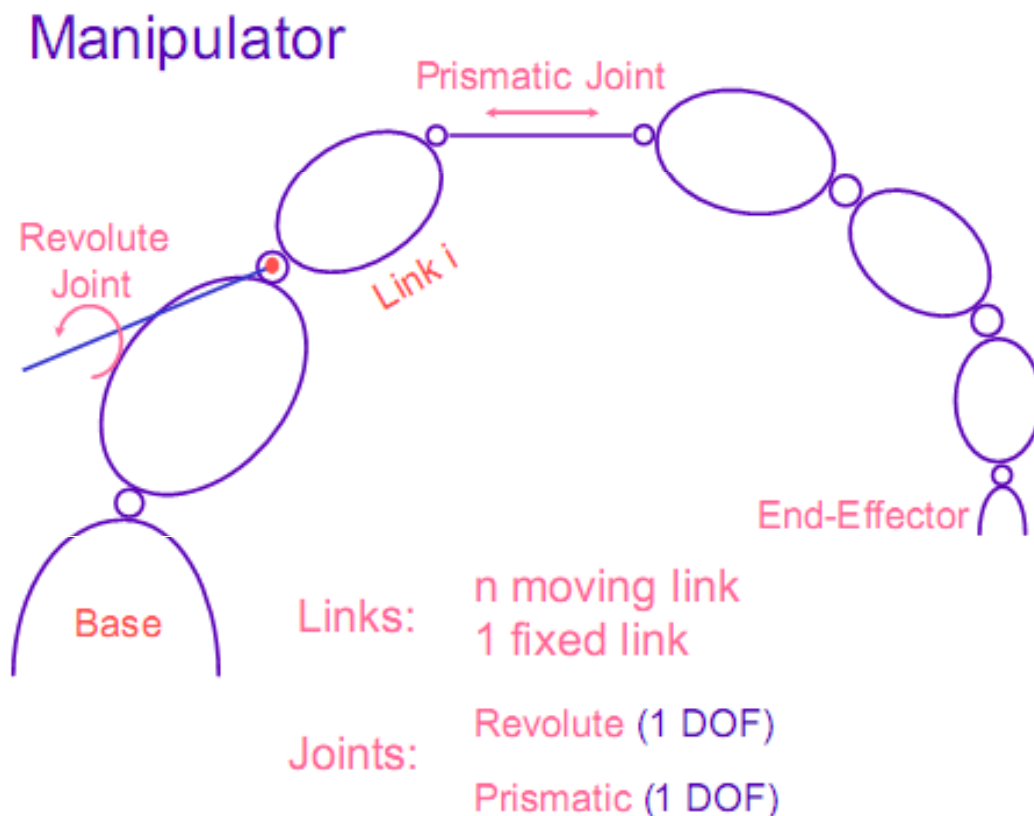 Manipulator
Prismatic Joint
Revolute
Joint
Link i
End-Effector
Base
Links:
n moving link
1 fixed link
Joints:
Revolute (1 DOF)
Prismatic (1 DOF)